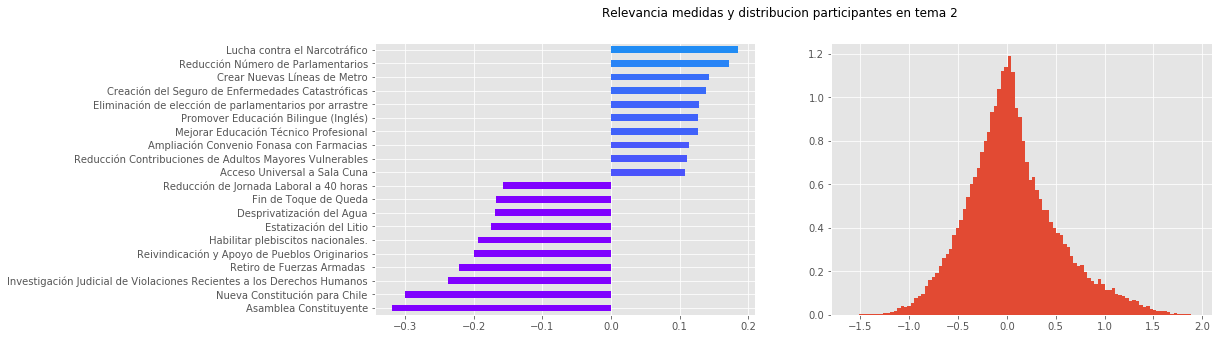 Relevancia medidas y distribucion participantes en tema 2
Lucha contra el Narcotráfico
Reducción Número de Parlamentarios
Crear Nuevas Líneas de Metro
Creación del Seguro de Enfermedades Catastróficas
Eliminación de elección de parlamentarios por arrastre
Promover Educación Bilingue (Inglés)
Mejorar Educación Técnico Profesional
Ampliación Convenio Fonasa con Farmacias
Reducción Contribuciones de Adultos Mayores Vulnerables
Acceso Universal a Sala Cuna
Reducción de Jornada Laboral a 40 horas
Fin de Toque de Queda
Desprivatización del Agua
Estatización del Litio
Habilitar plebiscitos nacionales.
Reivindicación y Apoyo de Pueblos Originarios
Retiro de Fuerzas Armadas
Investigación Judicial de Violaciones Recientes a los Derechos Humanos
Nueva Constitución para Chile
Asamblea Constituyente
−0.3 −0.2 −0.1 0.0 0.1 0.2
1.2
1.0
0.8
0.6
0.4
0.2
0.0
−1.5 −1.0 −0.5 0.0 0.5 1.0 1.5 2.0